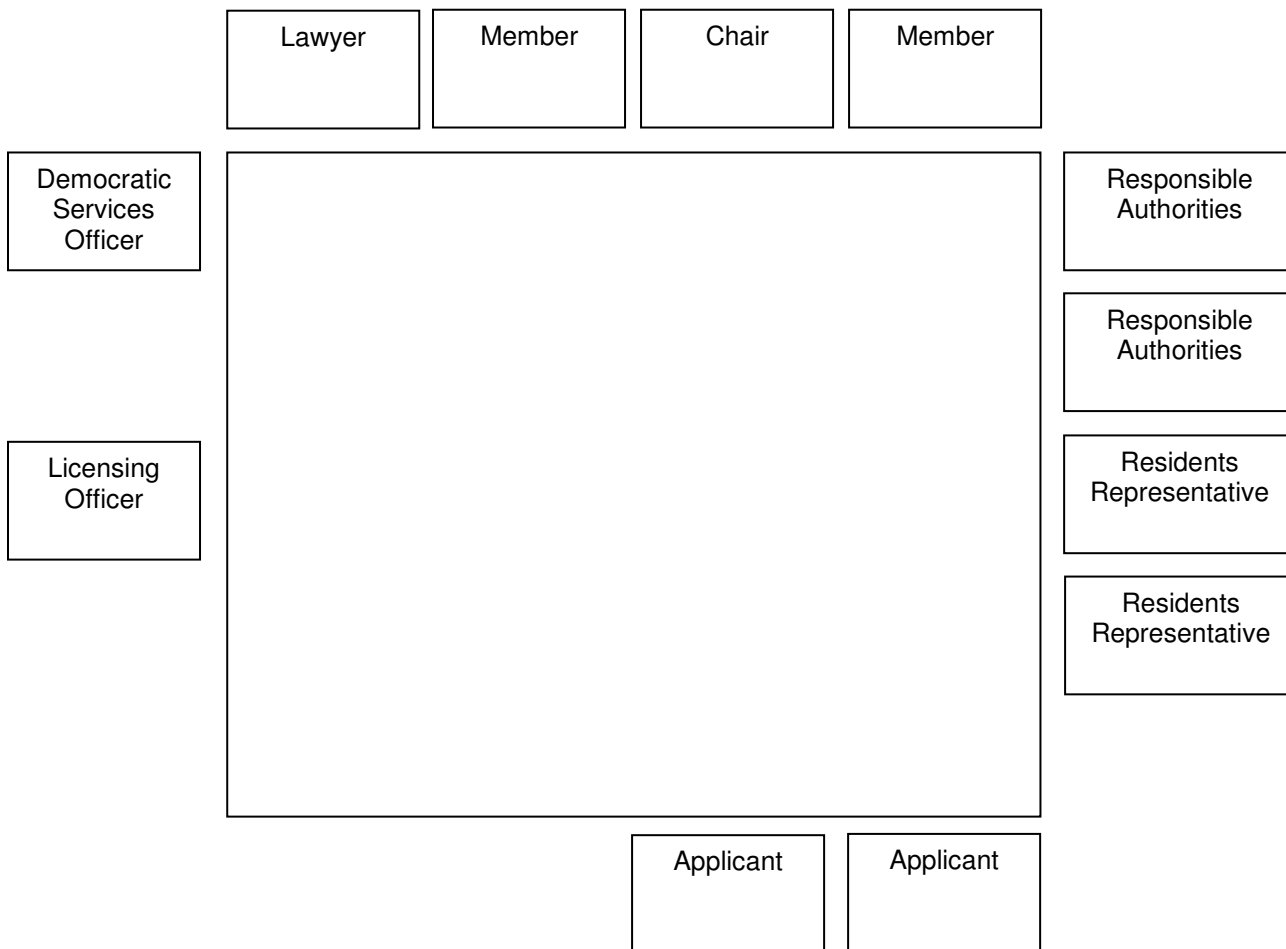 Lawyer
Member
Chair
Member
Democratic
Services
Officer
Responsible
Authorities
Responsible
Authorities
Licensing
Officer
Residents
Representative
Residents
Representative
Applicant
Applicant